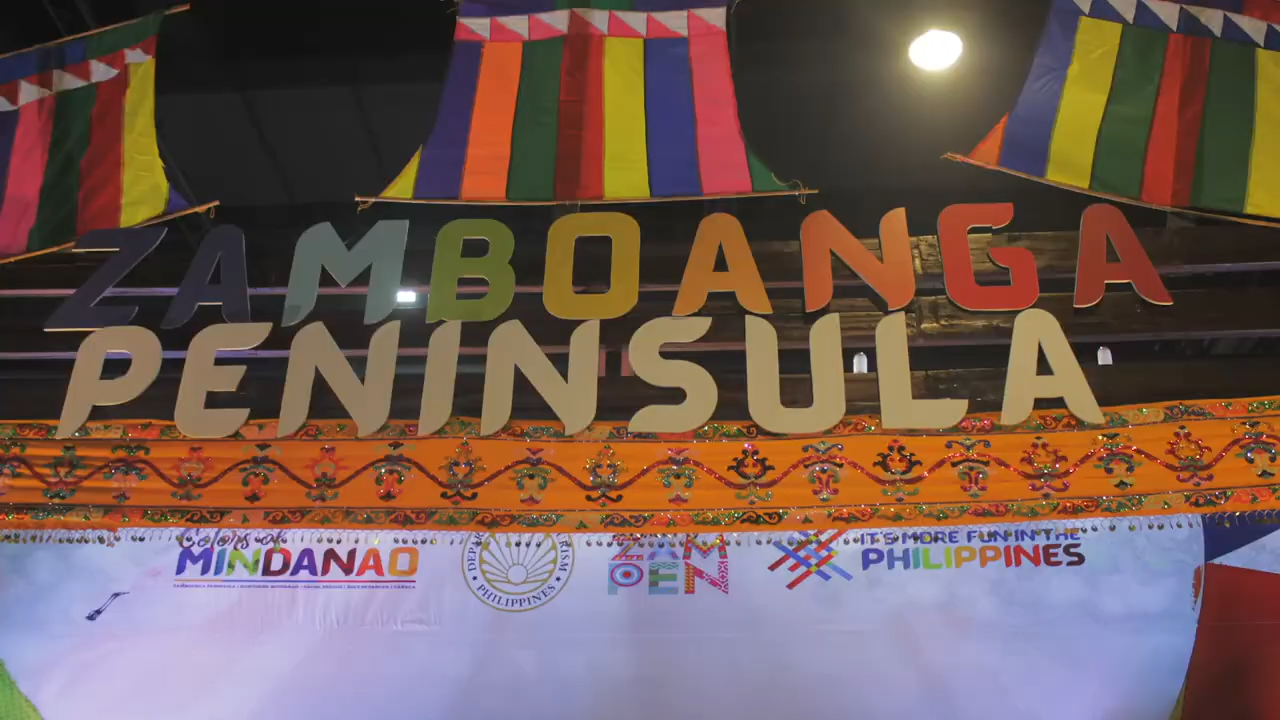 ZAMBOANGA
PENINSULA
Colors of
MINDANAO
PHILIPPINES
ZAM
PEN
IT'S MORE FUN IN THE
PHILIPPINES